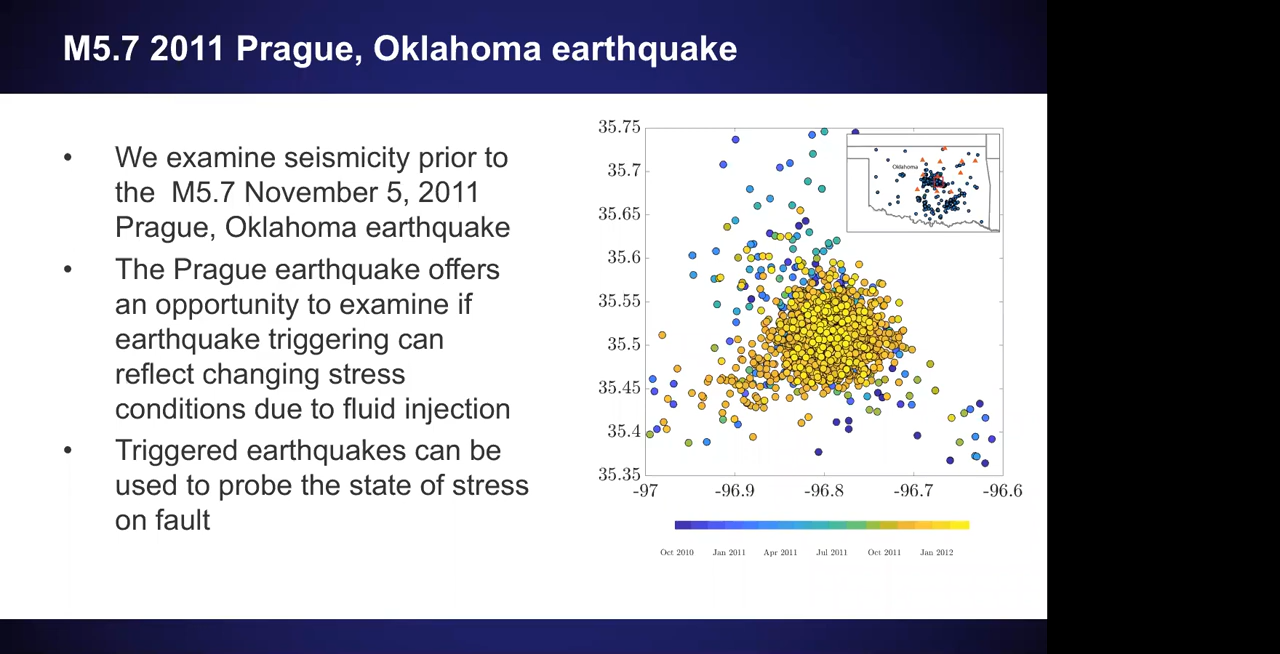 M5.7 2011 Prague, Oklahoma earthquake
• We examine seismicity prior to
the M5.7 November 5, 2011
Prague, Oklahoma earthquake
• The Prague earthquake offers
an opportunity to examine if
earthquake triggering can
reflect changing stress
conditions due to fluid injection
• Triggered earthquakes can be
used to probe the state of stress
on fault
35.75
35.7
35.65
35.6
35.55
35.5
35.45
35.4
35.35
Oklahoma
-97 -96.9 -96.8 -96.7 -96.6
Oct 2010 Jan 2011 Apr 2011 Jul 2011 Oct 2011 Jan 2012